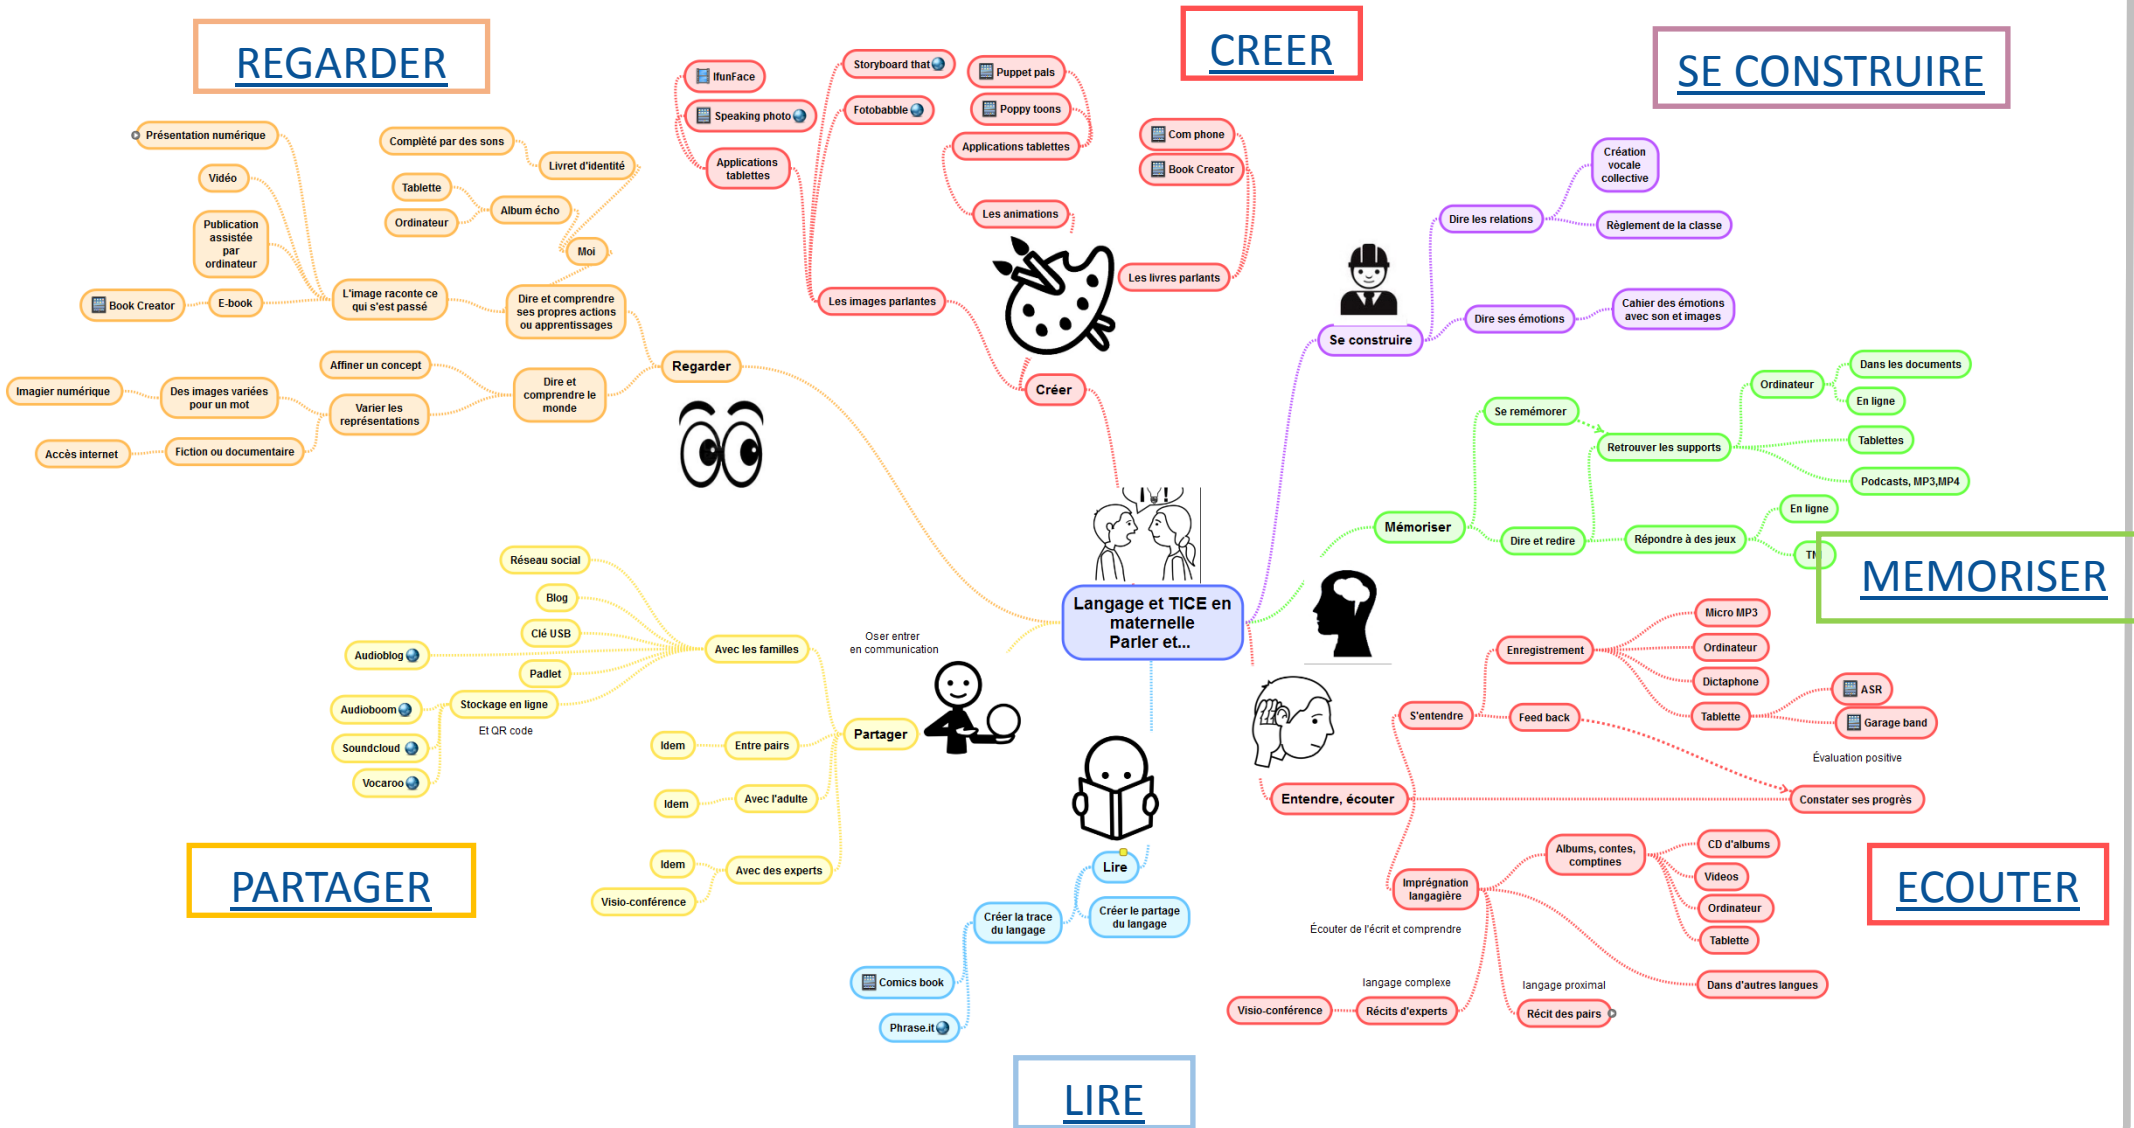 REGARDER
CREER
SE CONSTRUIRE
Présentation numérique
Vidéo
Publication
assistée
par
ordinateur
Book Creator
E-book
L'image raconte ce
qui s'est passé
Complèté par des sons
Livret d'identité
Tablette
Ordinateur
Album écho
Moi
Dire et comprendre
ses propres actions
ou apprentissages
Regarder
Affiner un concept
Dire et
comprendre le
monde
Imagier numérique
Des images variées
pour un mot
Varier les
représentations
Accès internet
Fiction ou documentaire
IfunFace
Speaking photo
Applications
tablettes
Storyboard that
Fotobabble
Les images parlantes
Puppet pals
Poppy toons
Applications tablettes
Les animations
Com phone
Book Creator
Les livres parlants
Créer
Création
vocale
collective
Dire les relations
Règlement de la classe
Dire ses émotions
Cahier des émotions
avec son et images
Se construire
Se remémorer
Retrouver les supports
Ordinateur
Dans les documents
En ligne
Tablettes
Podcasts, MP3,MP4
Mémoriser
Dire et redire
Répondre à des jeux
En ligne
MEMORISER
Langage et TICE en
maternelle
Parler et...
Réseau social
Blog
Clé USB
Audioblog
Padlet
Stockage en ligne
Et QR code
Audioboom
Soundcloud
Vocaroo
Avec les familles
Oser entrer
en communication
Partager
Idem
Entre pairs
Idem
Avec l'adulte
Idem
Avec des experts
Visio-conférence
PARTAGER
Lire
Créer la trace
du langage
Créer le partage
du langage
Comics book
Phrase.it
LIRE
Micro MP3
Enregistrement
Ordinateur
Dictaphone
Tablette
ASR
Garage band
S'entendre
Feed back
Évaluation positive
Entendre, écouter
Constater ses progrès
Albums, contes,
comptines
CD d'albums
Videos
Ordinateur
Tablette
Imprégnation
langagière
Écouter de l'écrit et comprendre
Dans d'autres langues
langage complexe
Visio-conférence
Récits d'experts
langage proximal
Récit des pairs
ECOUTER